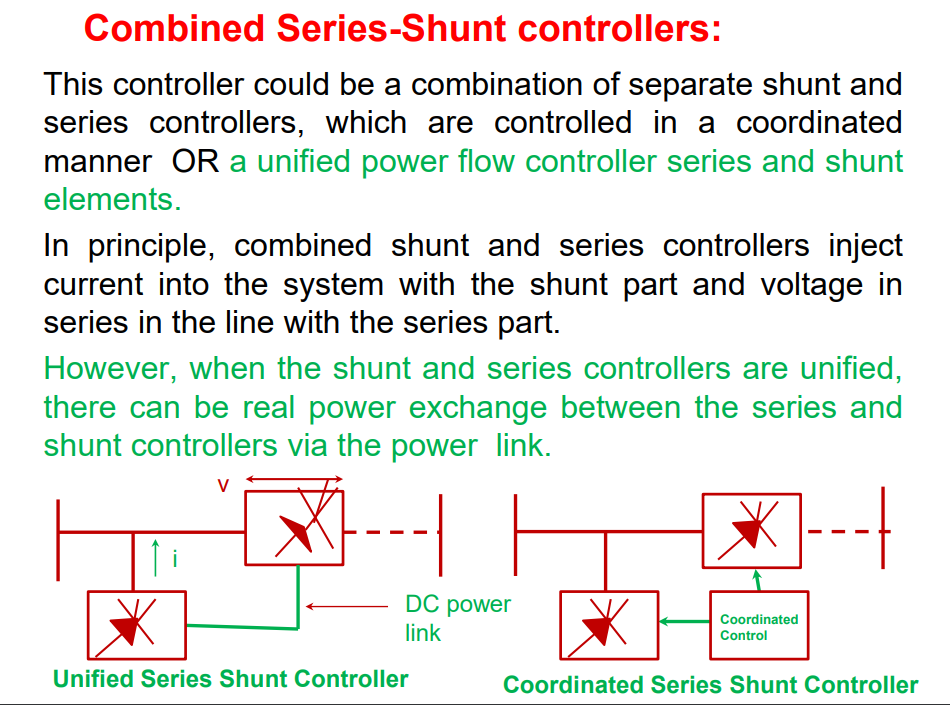 Combined Series-Shunt controllers:
This controller could be a combination of separate shunt and
series controllers, which are controlled in a coordinated
manner OR a unified power flow controller series and shunt
elements.
In principle, combined shunt and series controllers inject
current into the system with the shunt part and voltage in
series in the line with the series part.
However, when the shunt and series controllers are unified,
there can be real power exchange between the series and
shunt controllers via the power link.
v
i
DC power
link
Coordinated
Control
Unified Series Shunt Controller
Coordinated Series Shunt Controller